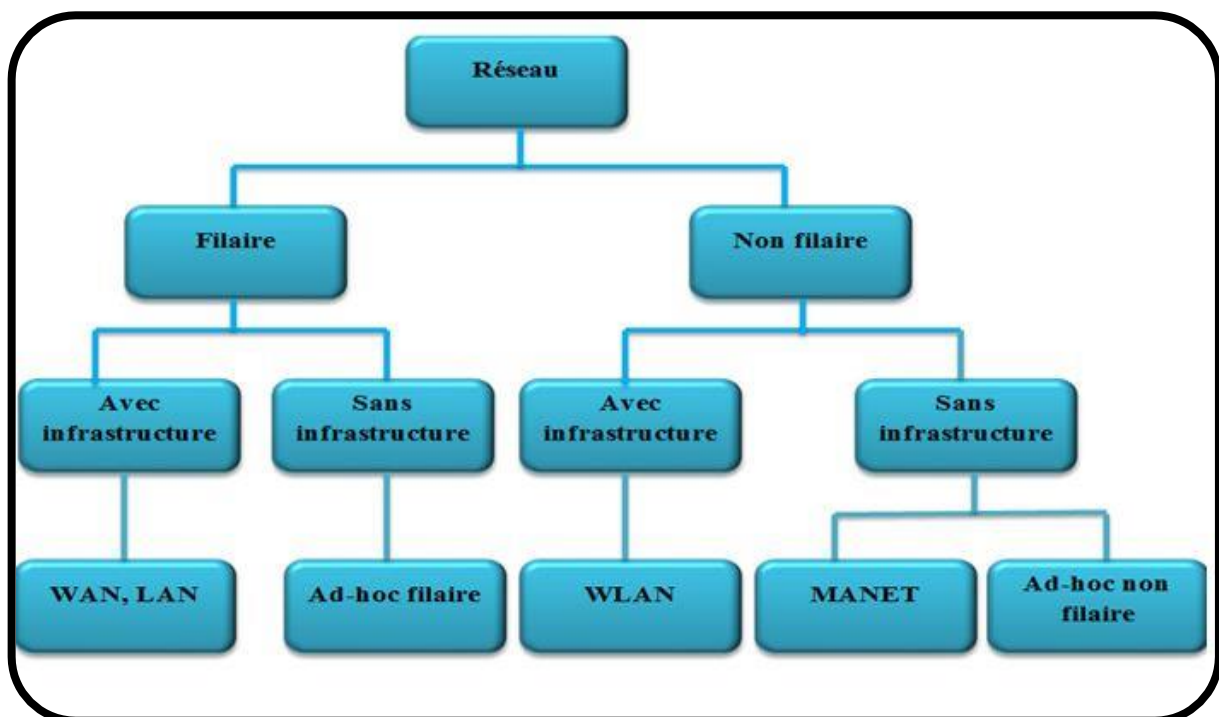 Réseau
Filaire
Non filaire
Avec
infrastructure
Sans
infrastructure
Avec
infrastructure
Sans
infrastructure
WAN, LAN
Ad-hoc filaire
WLAN
MANET
Ad-hoc non
filaire